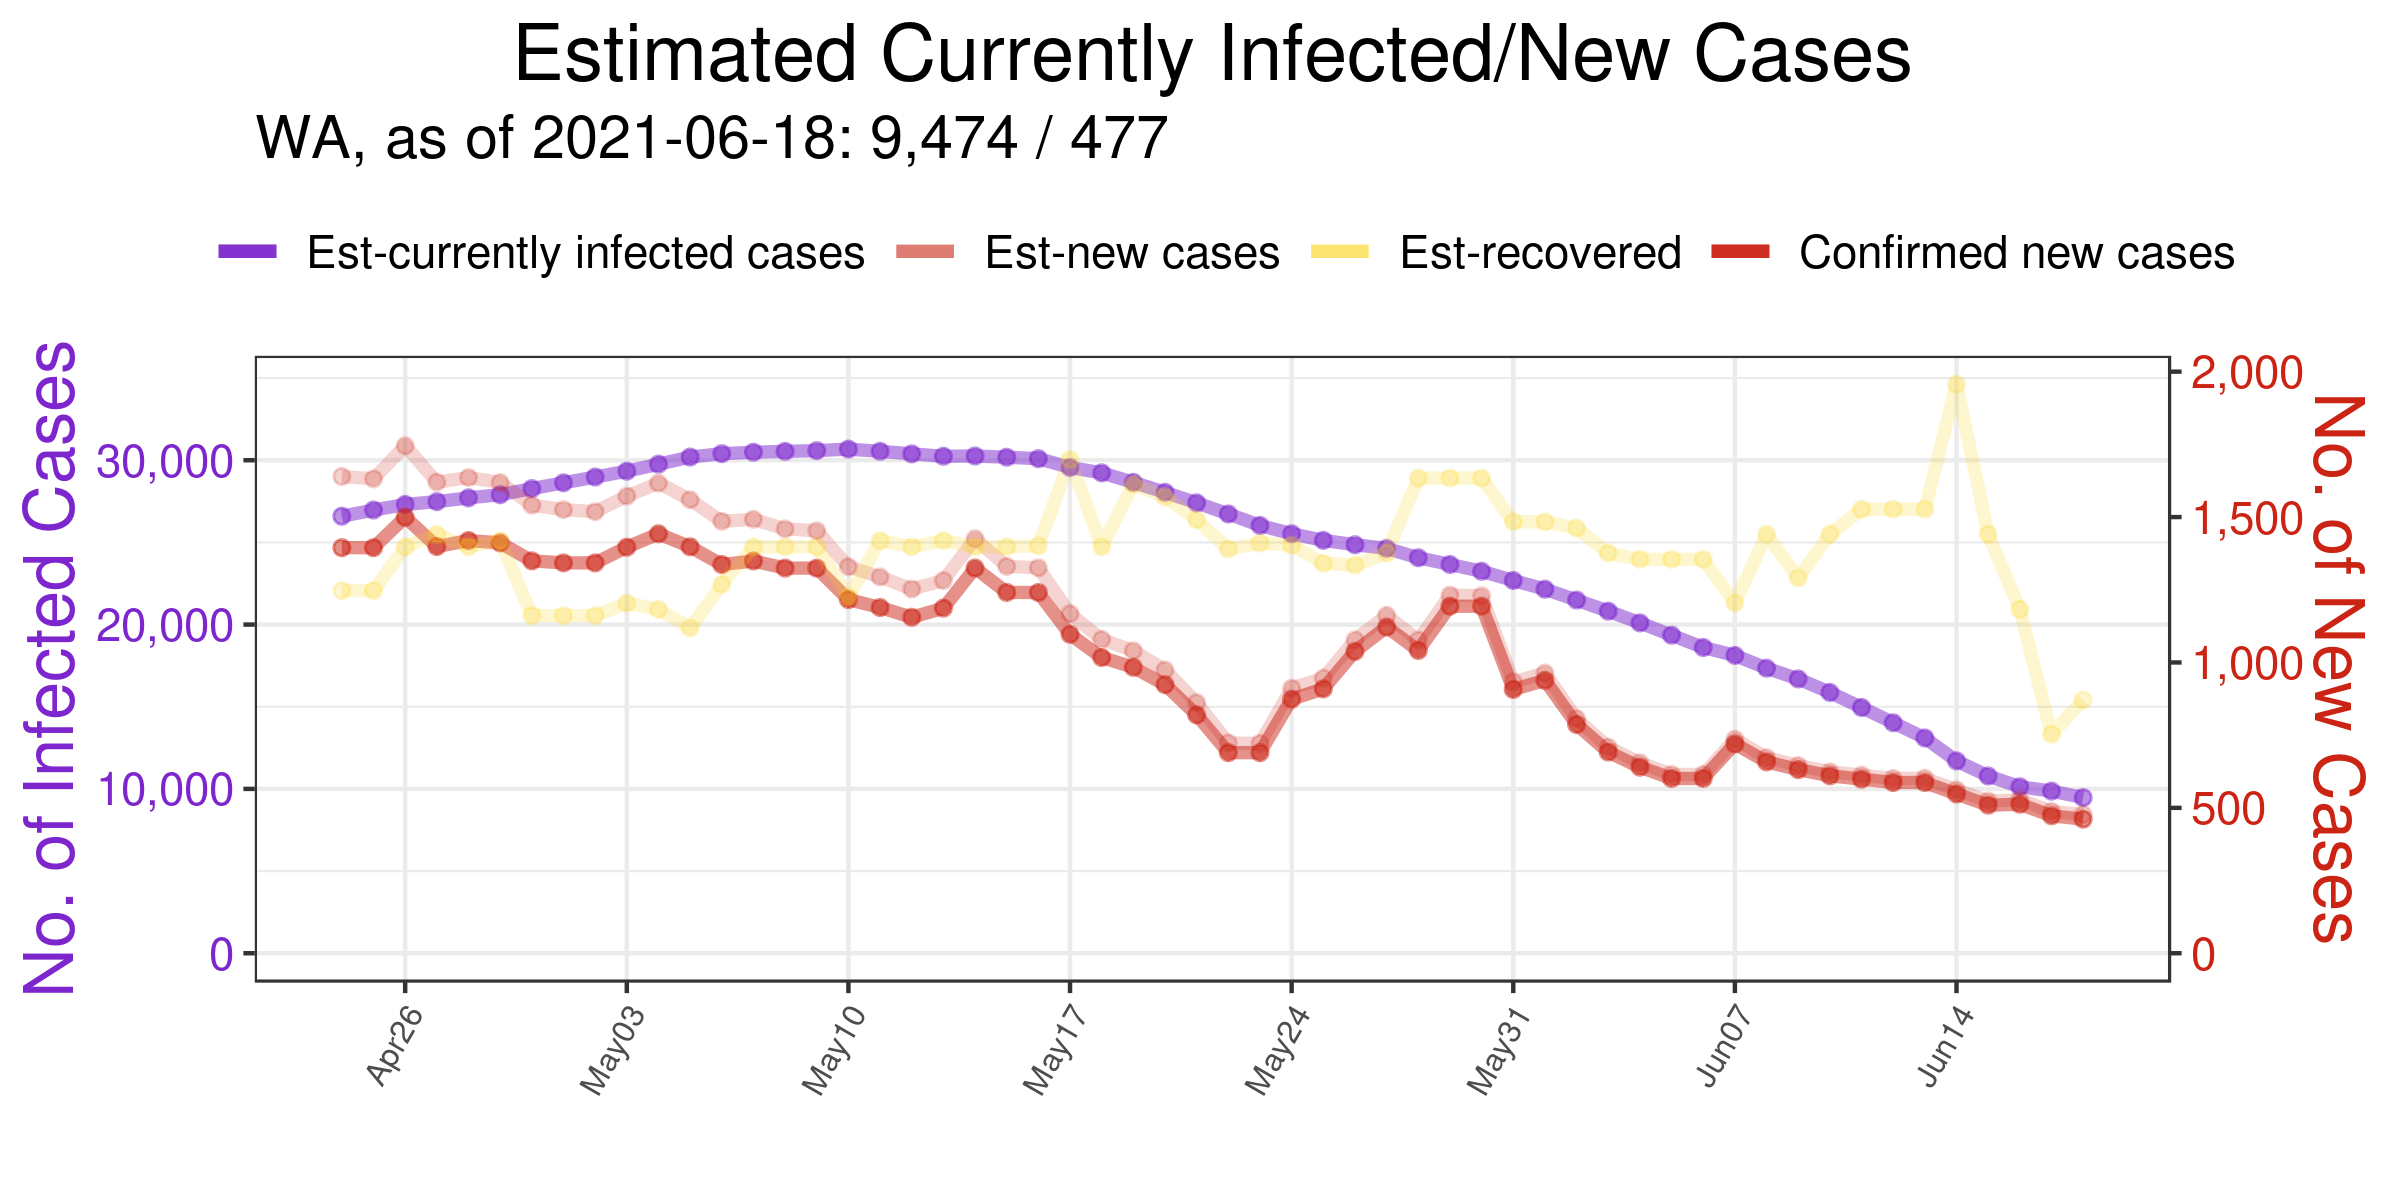 Estimated Currently Infected/New Cases
WA, as of 2021-06-18: 9,474 / 477
Est-currently infected cases Est-new cases Est-recovered Confirmed new cases
No. of Infected Cases
30,000
20,000
10,000
0
2,000
1,500
1,000
500
0
No. of New Cases
Apr26 May03 May10 May17 May24 May31 Jun07 Jun14